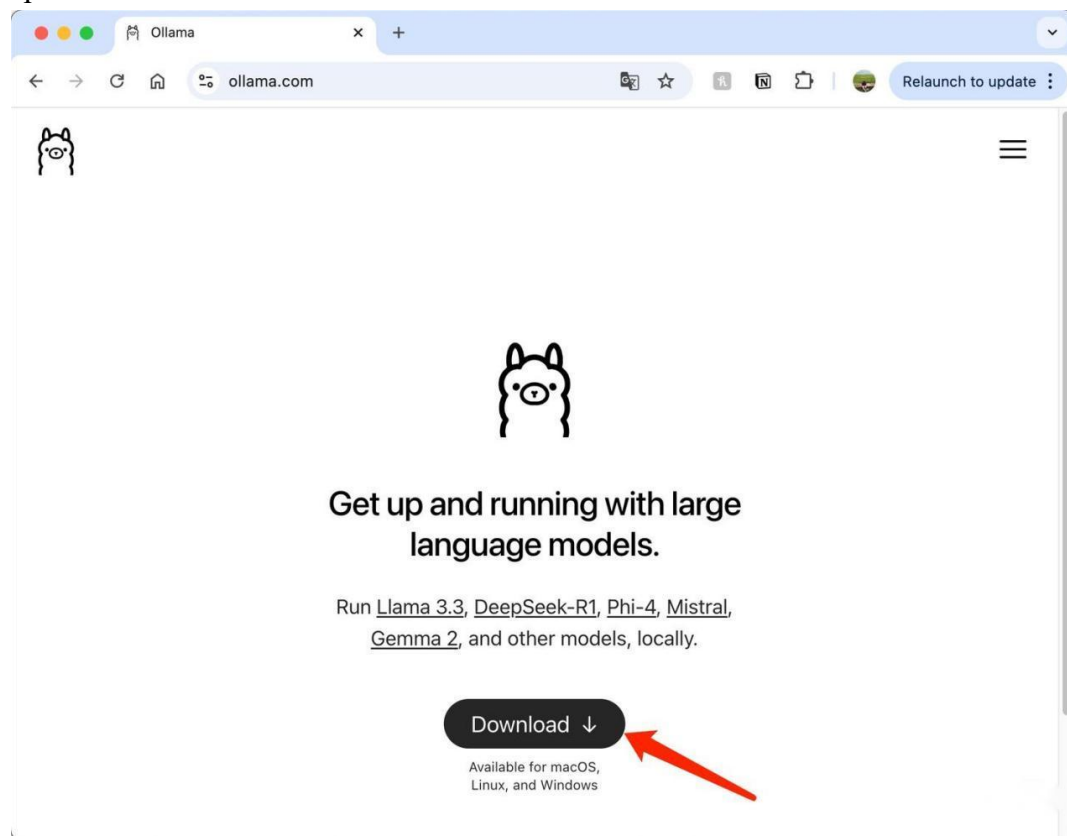 Ollama
ollama.com
Relaunch to update
Get up and running with large
language models.
Run Llama 3.3, DeepSeek-R1, Phi-4, Mistral,
Gemma 2, and other models, locally.
Download ↓
Available for macOS,
Linux, and Windows